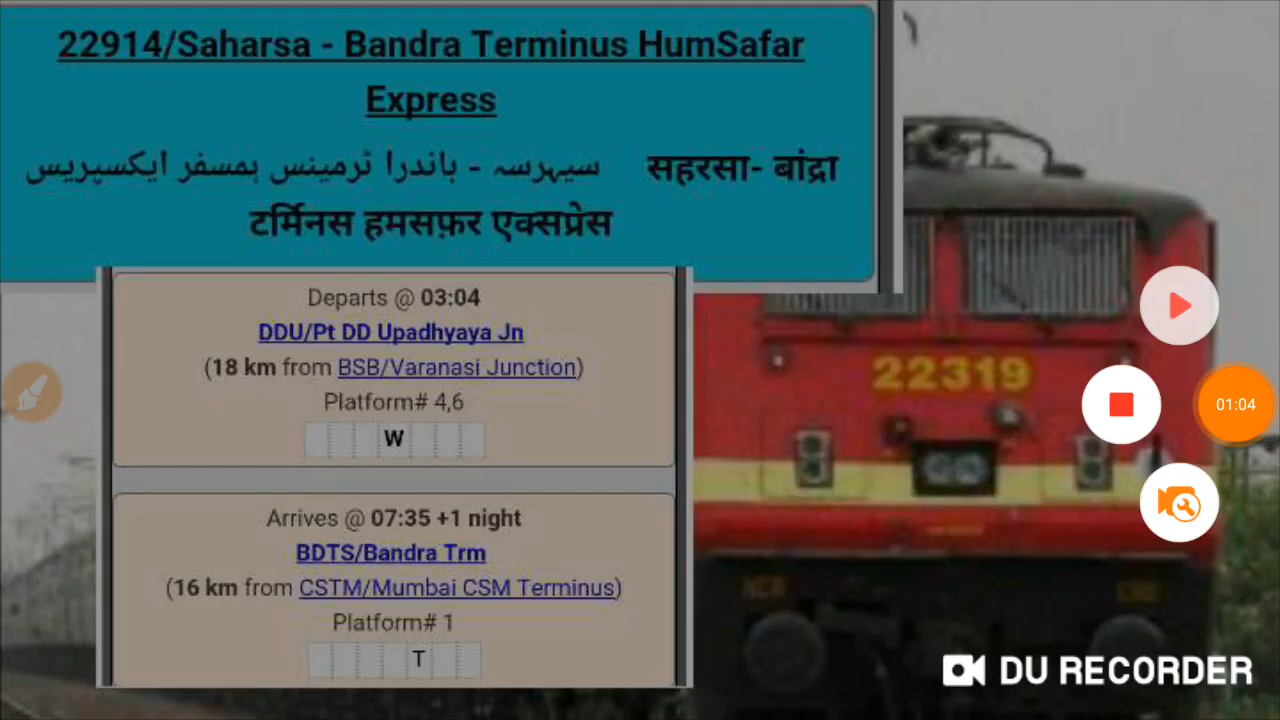 22914/Saharsa - Bandra Terminus HumSafar
Express
سیہرسہ - باندرا ٹرمینس ہمسفر ایکسپریس सहरसा- बांद्रा
टर्मिनस हमसफ़र एक्सप्रेस
Departs @ 03:04
DDU/Pt DD Upadhyaya Jn
(18 km from BSB/Varanasi Junction)
Platform# 4,6
W
Arrives @ 07:35 +1 night
BDTS/Bandra Trm
(16 km from CSTM/Mumbai CSM Terminus)
Platform# 1
T
22319
01:04
DU RECORDER